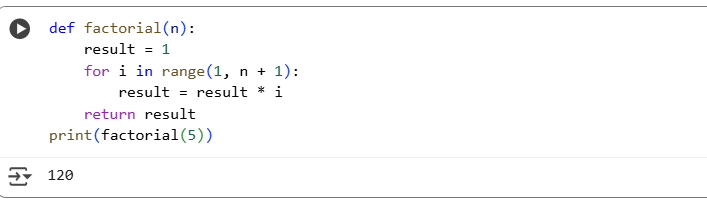 def factorial(n):
    result = 1
    for i in range(1, n + 1):
        result = result * i
    return result
print(factorial(5))
120